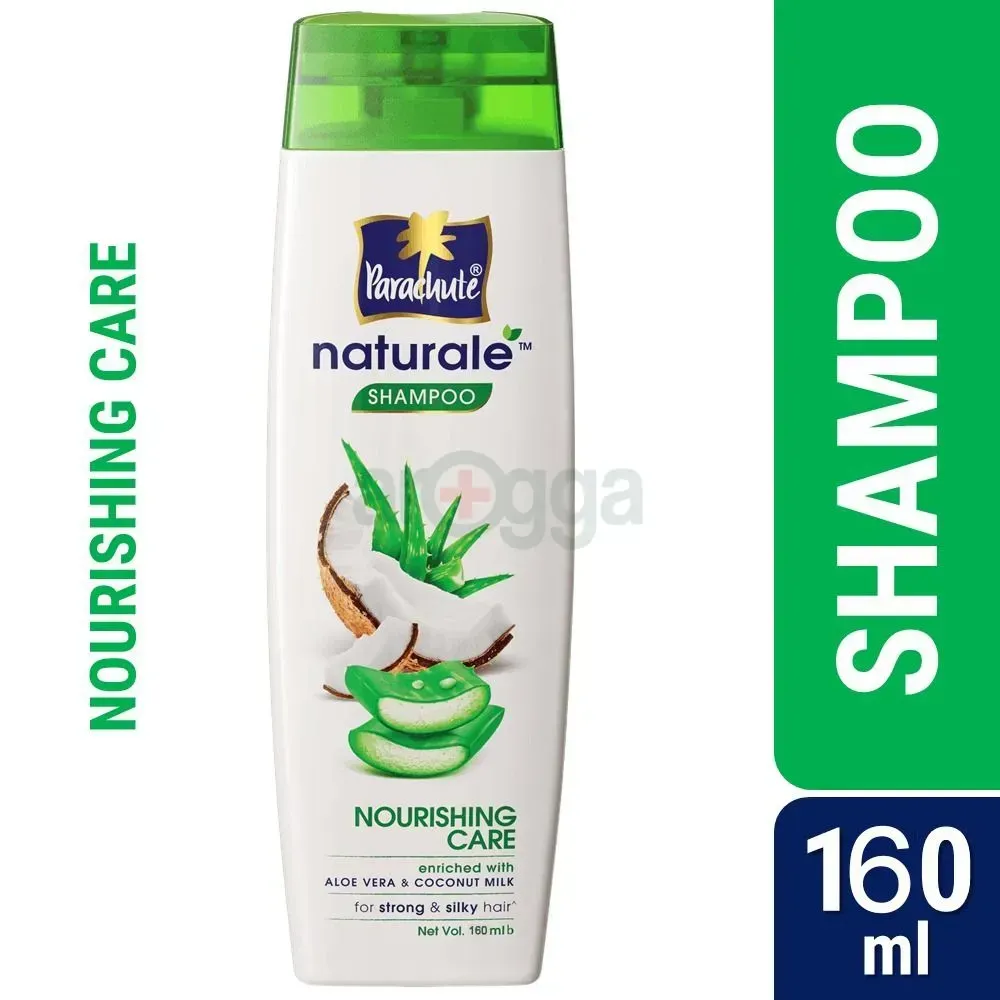 NOURISHING CARE
Parachute®
naturale™
SHAMPOO
arogga
NOURISHING
CARE
enriched with
ALOE VERA & COCONUT MILK
for strong & silky hair^
Net Vol. 160 ml b
SHAMPOO
160
ml